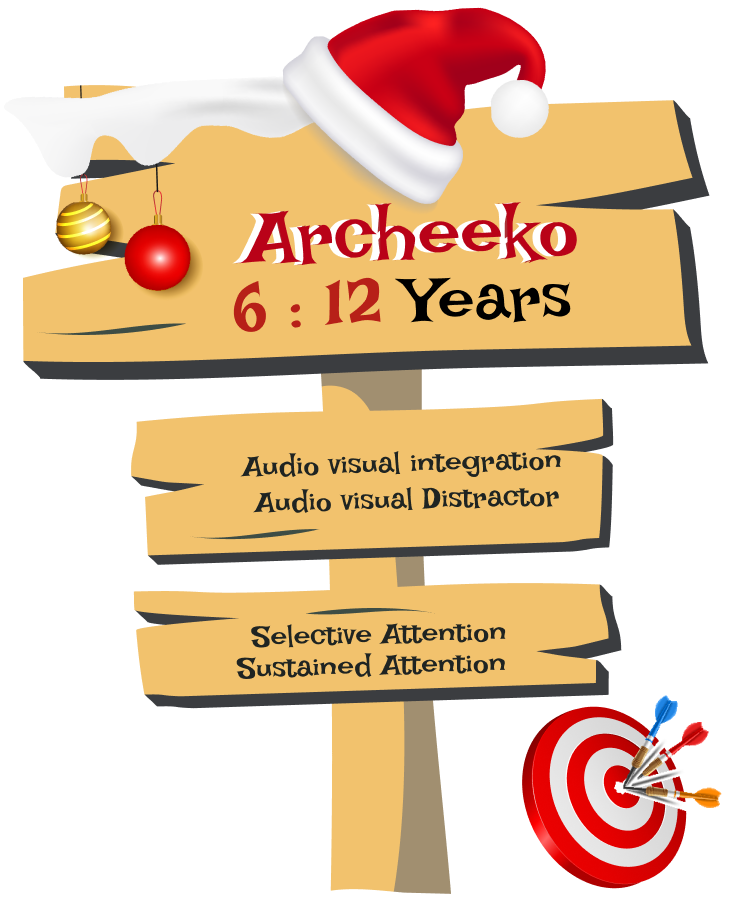 Archeeko
6 : 12 Years
Audio visual integration
Audio visual Distractor
Selective Attention
Sustained Attention